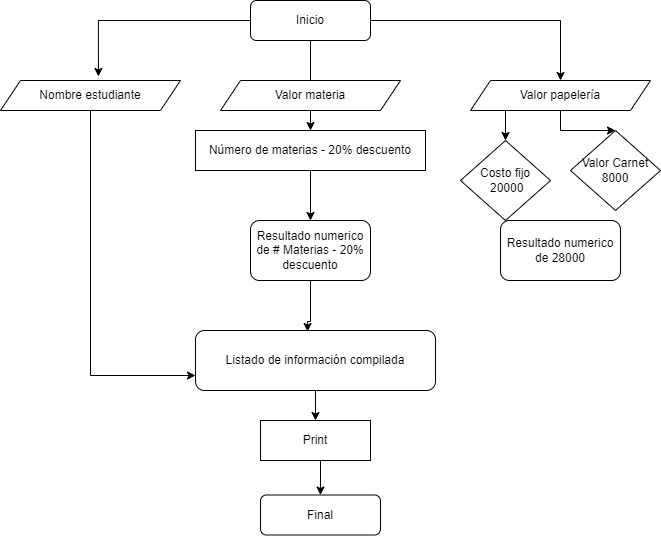 Inicio
Nombre estudiante
Valor materia
Valor papelería
Número de materias - 20% descuento
Costo fijo
20000
Valor Carnet
8000
Resultado numerico
de # Materias - 20%
descuento
Resultado numerico
de 28000
Listado de información compilada
Print
Final